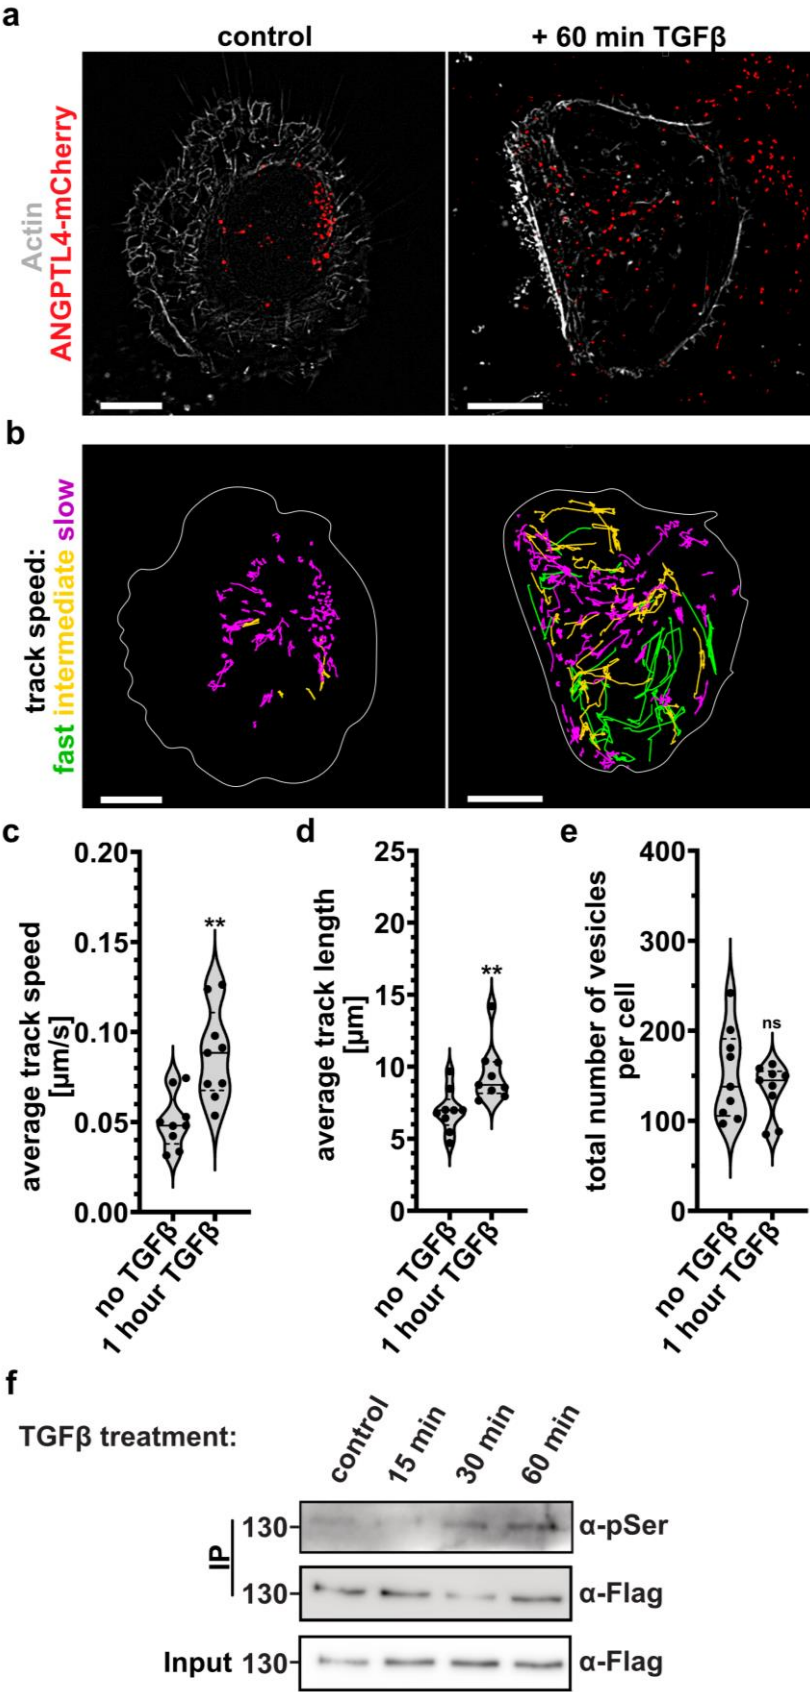 a
control
+ 60 min TGFβ
Actin
ANGPTL4-mCherry
b
track speed:
fast intermediate slow
c
average track speed
[µm/s]
0.20
0.15
0.10
0.05
0.00
**
no TGFβ
1 hour TGFβ
d
average track length
[µm]
25
20
15
10
5
0
**
no TGFβ
1 hour TGFβ
e
total number of vesicles
per cell
400
300
200
100
0
ns
no TGFβ
1 hour TGFβ
f
TGFβ treatment:
control
15 min
30 min
60 min
IP
130
α-pSer
130
α-Flag
Input 130
α-Flag